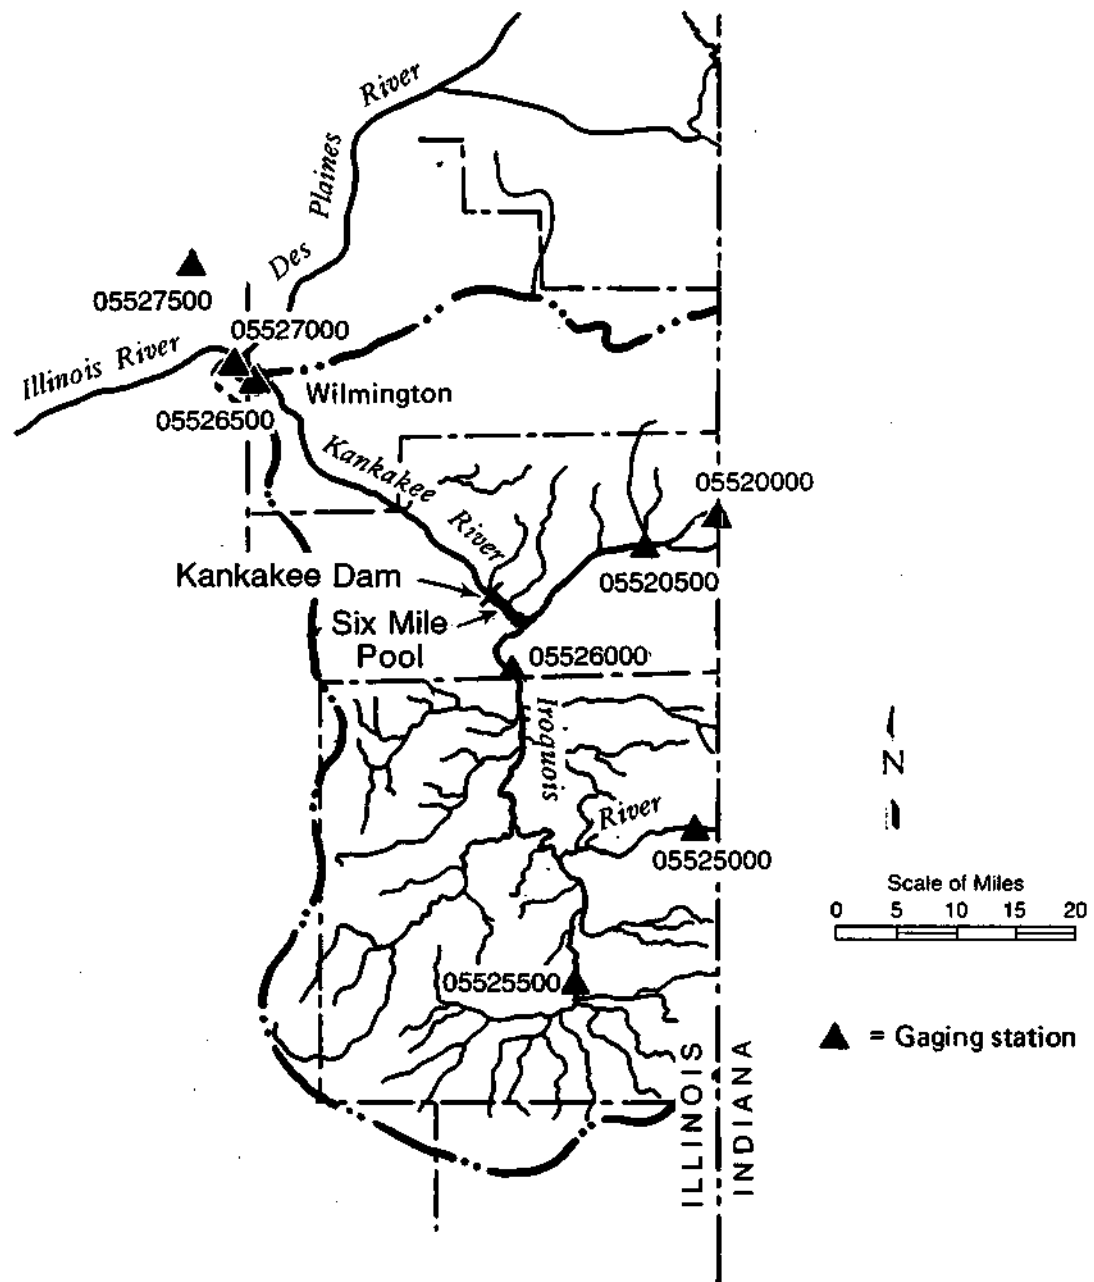 River
Plaines
Des
05527500
05527000
Illinois River
Wilmington
05526500
Kankakee
River
05520000
Kankakee Dam
05520500
Six Mile
Pool
05526000
Iroquois
River
N
05525000
Scale of Miles
0 5 10 15 20
05525500
▲ = Gaging station
ILLINOIS
INDIANA